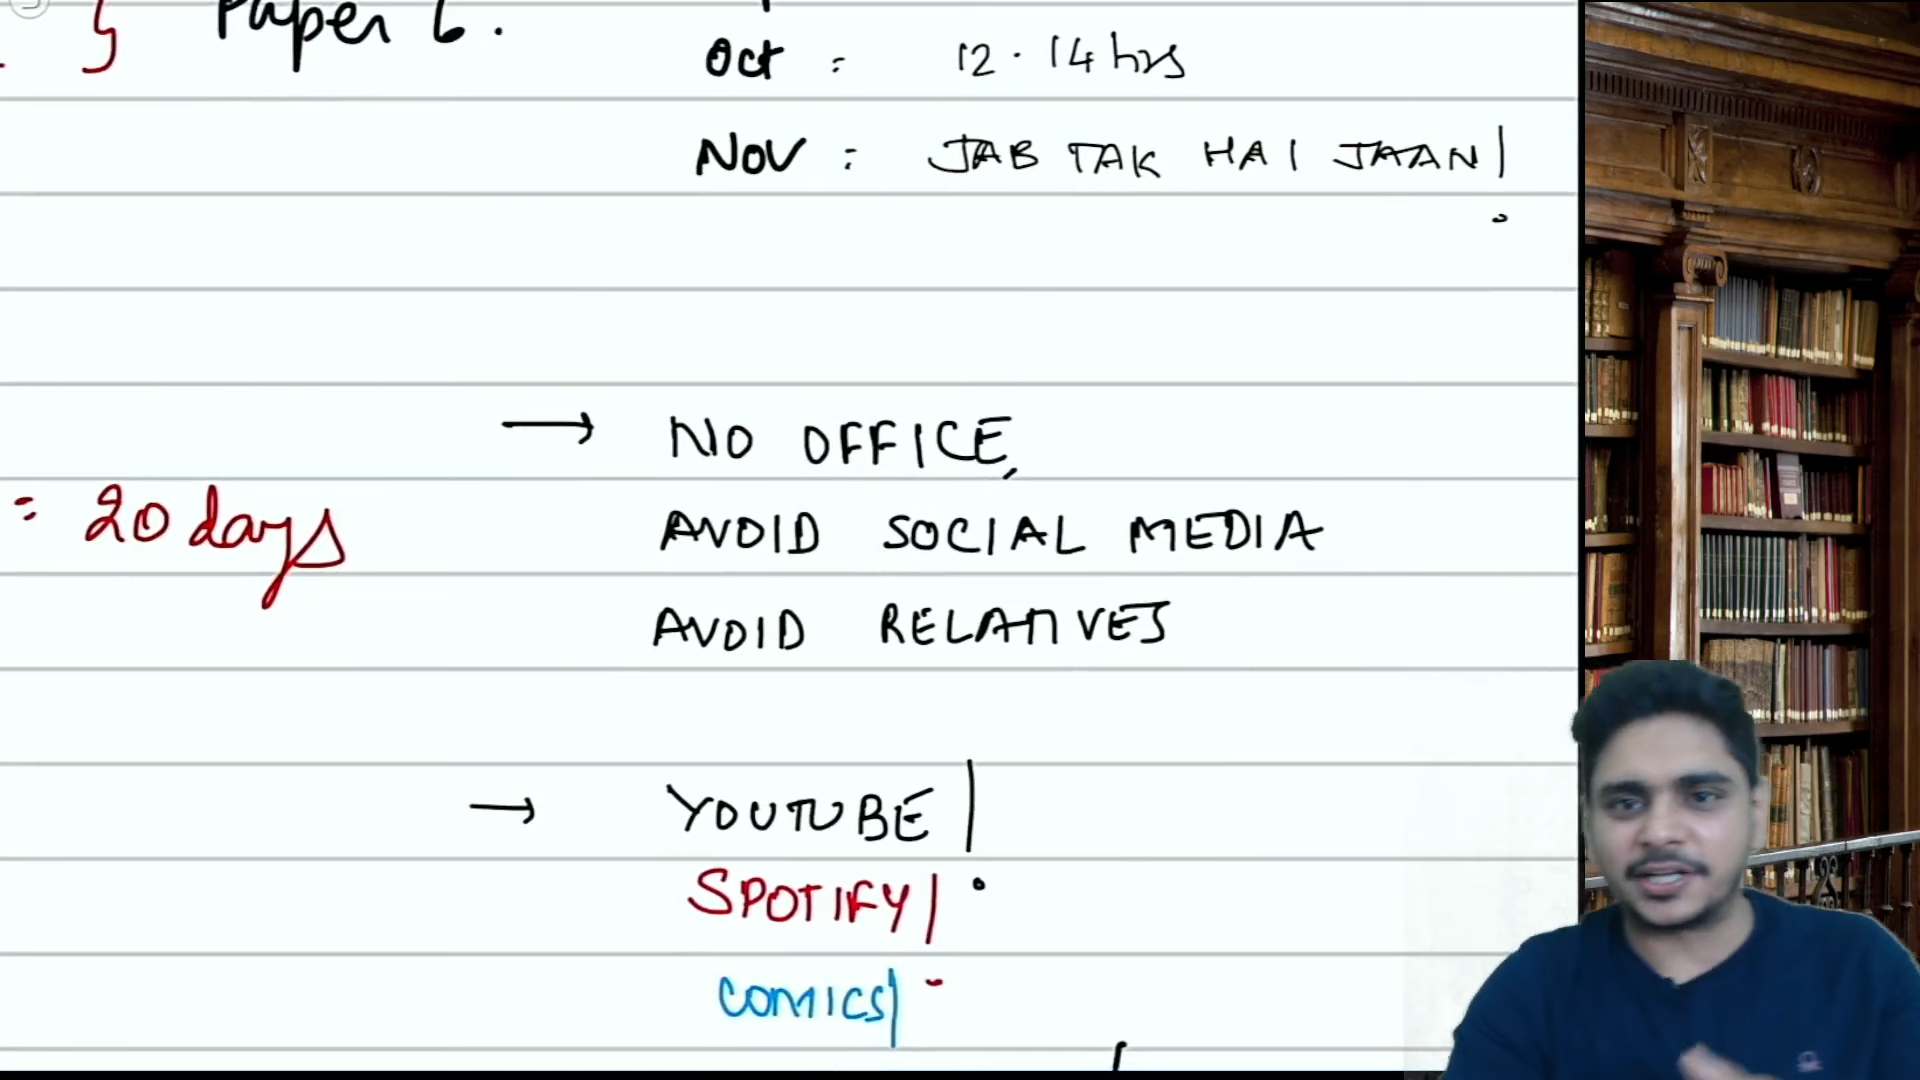 } Paper 6.
Oct : 12-14 hrs
NOV : JAB TAK HAI JAAN!
→ NO OFFICE,
= 20 days
AVOID SOCIAL MEDIA
AVOID RELATIVES
→ YOUTUBE!
SPOTIFY!
COMICS!